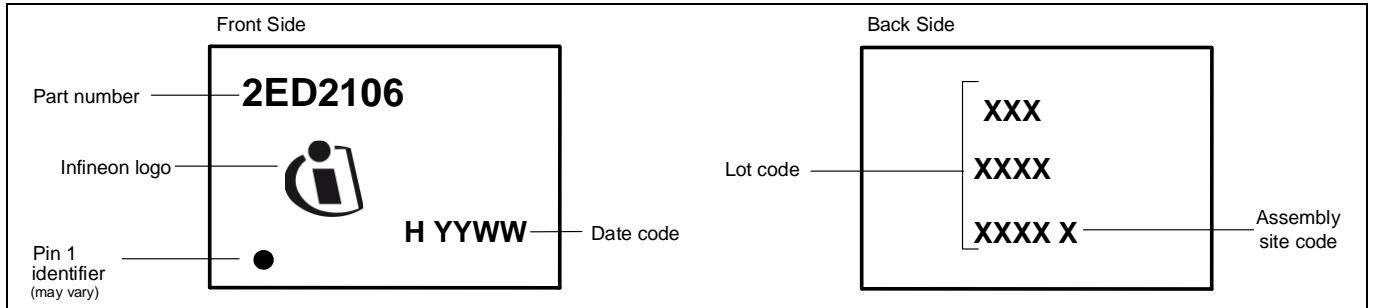 Front Side
Part number
2ED2106
Infineon logo
H YYWW
Date code
Pin 1
identifier
(may vary)
Back Side
XXX
Lot code
XXXX
XXXX X
Assembly
site code